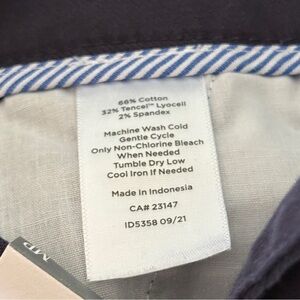 66% Cotton
32% Tencel™ Lyocell
2% Spandex
Machine Wash Cold
Gentle Cycle
Only Non-Chlorine Bleach
When Needed
Tumble Dry Low
Cool Iron If Needed
Made in Indonesia
CA# 23147
ID5358 09/21